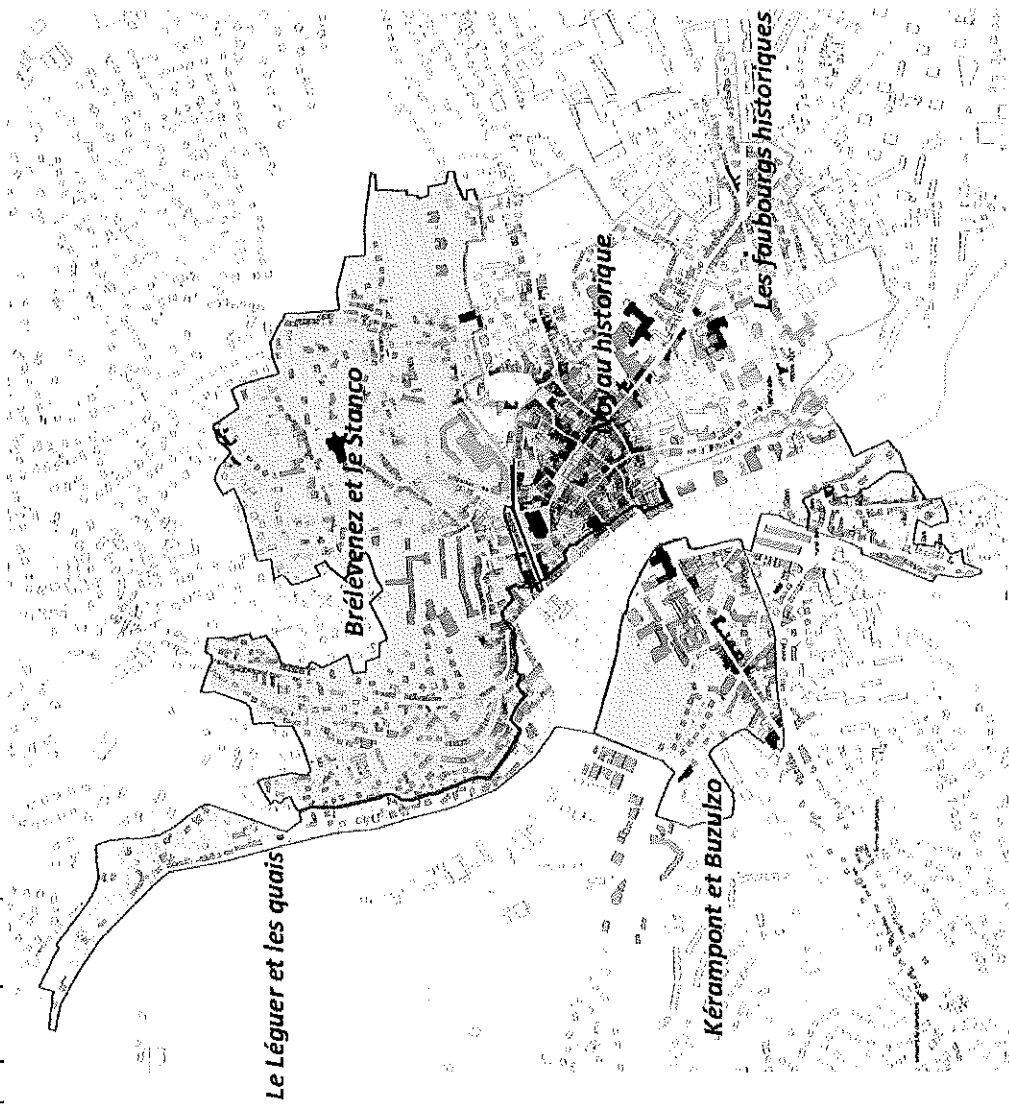 Le Léguer et les quais
Brélévenez et le Stanco
Noyau historique
Les faubourgs historiques
Kérampont et Buzulzo